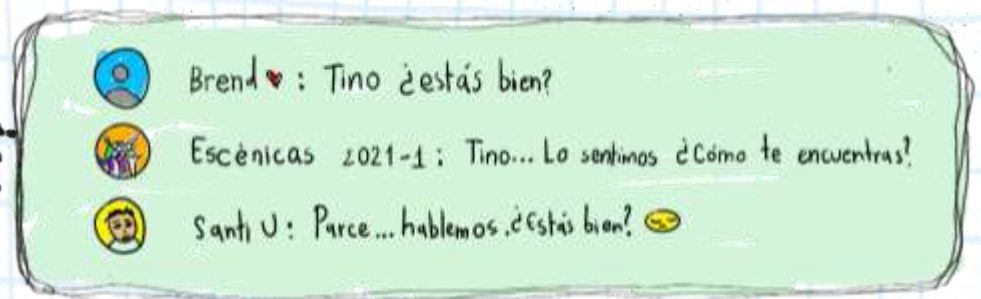 Brend ♥ : Tino ¿estás bien?
Escénicas 2021-1 : Tino... Lo sentimos ¿Cómo te encuentras?
Santi U : Parce... hablemos. ¿Estás bien? 😔